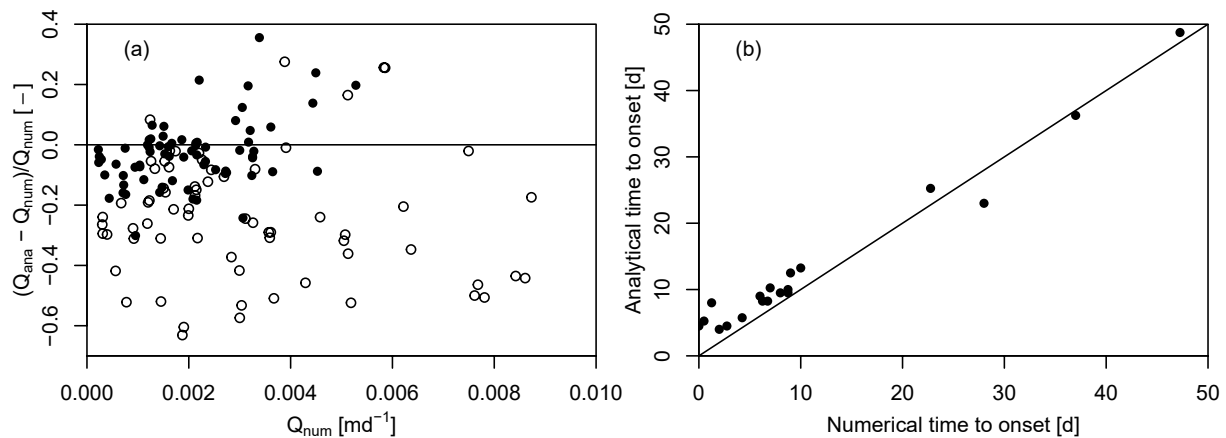 (a)
0.4
0.2
0.0
−0.2
−0.4
−0.6
(Qana − Qnum)/Qnum [ − ]
0.000 0.002 0.004 0.006 0.008 0.010
Qnum [md⁻¹]
(b)
50
40
30
20
10
0
Analytical time to onset [d]
0 10 20 30 40 50
Numerical time to onset [d]